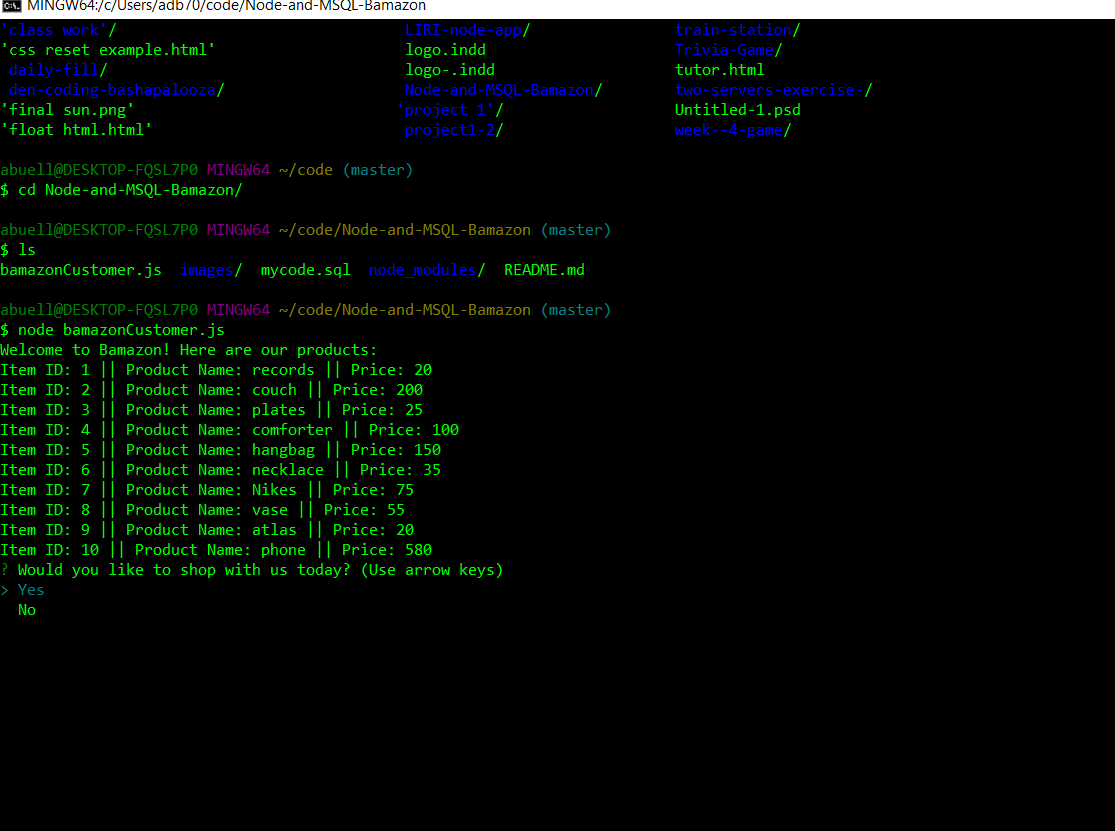 MINGW64:/c/Users/adb70/code/Node-and-MSQL-Bamazon
'class work'/ LIRI-node-app/ train-station/
'css reset example.html' logo.indd Trivia-Game/
daily-fill/ logo-.indd tutor.html
den-coding-bashapalooza/ Node-and-MSQL-Bamazon/ two-servers-exercise-/
'final sun.png' 'project 1'/ Untitled-1.psd
'float html.html' project1-2/ week--4-game/
abuell@DESKTOP-FQSL7P0 MINGW64 ~/code (master)
$ cd Node-and-MSQL-Bamazon/
abuell@DESKTOP-FQSL7P0 MINGW64 ~/code/Node-and-MSQL-Bamazon (master)
$ ls
bamazonCustomer.js images/ mycode.sql node_modules/ README.md
abuell@DESKTOP-FQSL7P0 MINGW64 ~/code/Node-and-MSQL-Bamazon (master)
$ node bamazonCustomer.js
Welcome to Bamazon! Here are our products:
Item ID: 1 || Product Name: records || Price: 20
Item ID: 2 || Product Name: couch || Price: 200
Item ID: 3 || Product Name: plates || Price: 25
Item ID: 4 || Product Name: comforter || Price: 100
Item ID: 5 || Product Name: hangbag || Price: 150
Item ID: 6 || Product Name: necklace || Price: 35
Item ID: 7 || Product Name: Nikes || Price: 75
Item ID: 8 || Product Name: vase || Price: 55
Item ID: 9 || Product Name: atlas || Price: 20
Item ID: 10 || Product Name: phone || Price: 580
? Would you like to shop with us today? (Use arrow keys)
> Yes
No